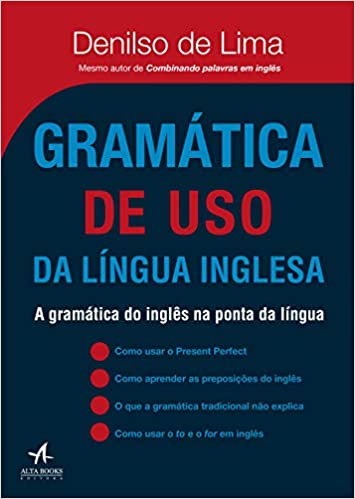 Denilso de Lima
Mesmo autor de Combinando palavras em inglês
GRAMÁTICA
DE USO
DA LÍNGUA INGLESA
A gramática do inglês na ponta da língua
Como usar o Present Perfect
Como aprender as preposições do inglês
O que a gramática tradicional não explica
Como usar o to e o for em inglês
ALTA BOOKS
EDITORA